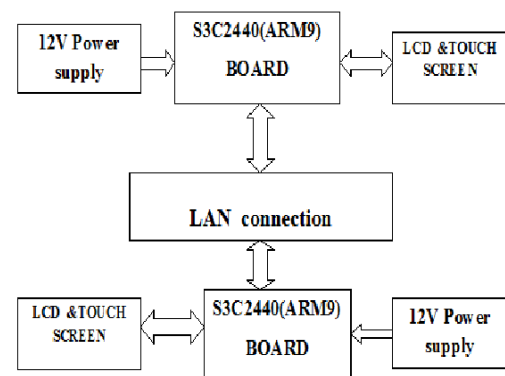 12V Power
supply
S3C2440(ARM9)
BOARD
LCD &TOUCH
SCREEN
LAN connection
LCD &TOUCH
SCREEN
S3C2440(ARM9)
BOARD
12V Power
supply